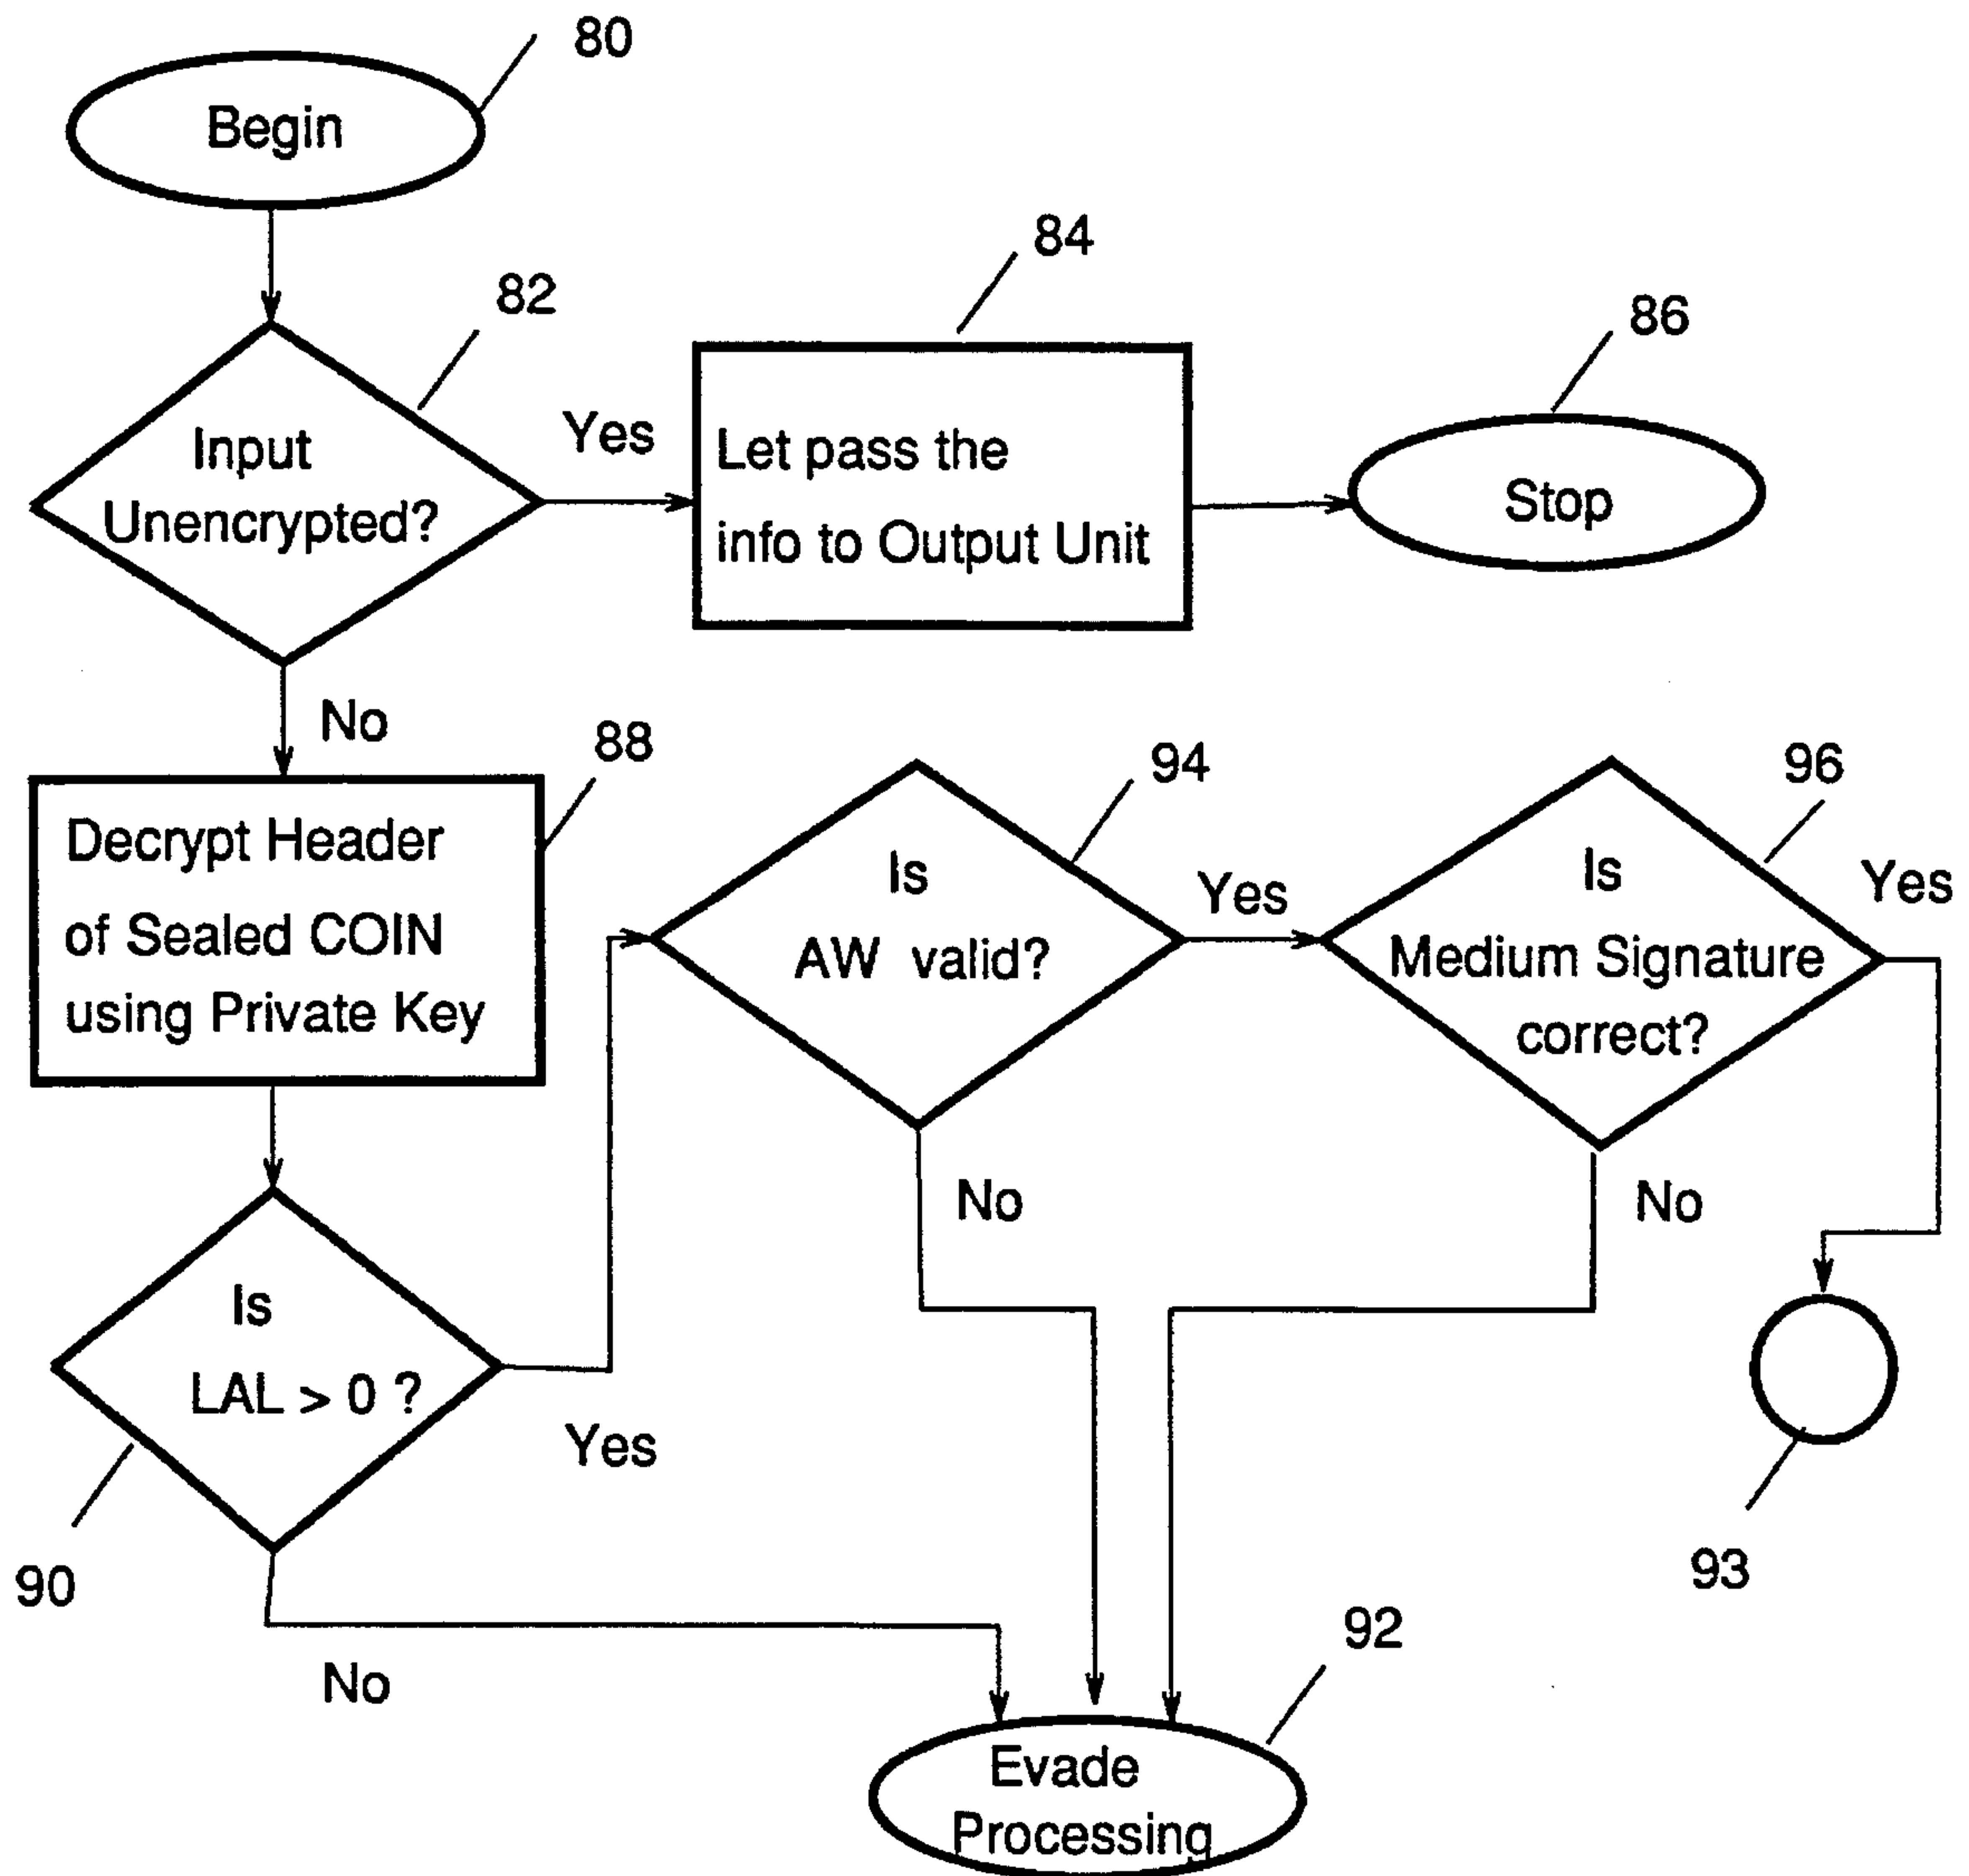 80
Begin
82
84
86
Input
Unencrypted?
Yes
Let pass the
info to Output Unit
Stop
No
88
Decrypt Header
of Sealed COIN
using Private Key
94
Is
AW valid?
Yes
96
Is
Medium Signature
correct?
Yes
No
No
Is
LAL > 0 ?
Yes
90
No
93
92
Evade
Processing